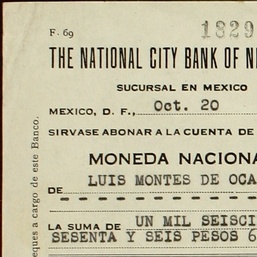 F. 69
1829
THE NATIONAL CITY BANK OF
SUCURSAL EN MEXICO
MEXICO, D. F., Oct. 20
SIRVASE ABONAR A LA CUENTA DE
MONEDA NACIONA
DE LUIS MONTES DE OCA
LA SUMA DE UN MIL SEISCI
SESENTA Y SEIS PESOS 6
eques a cargo de este Banco.